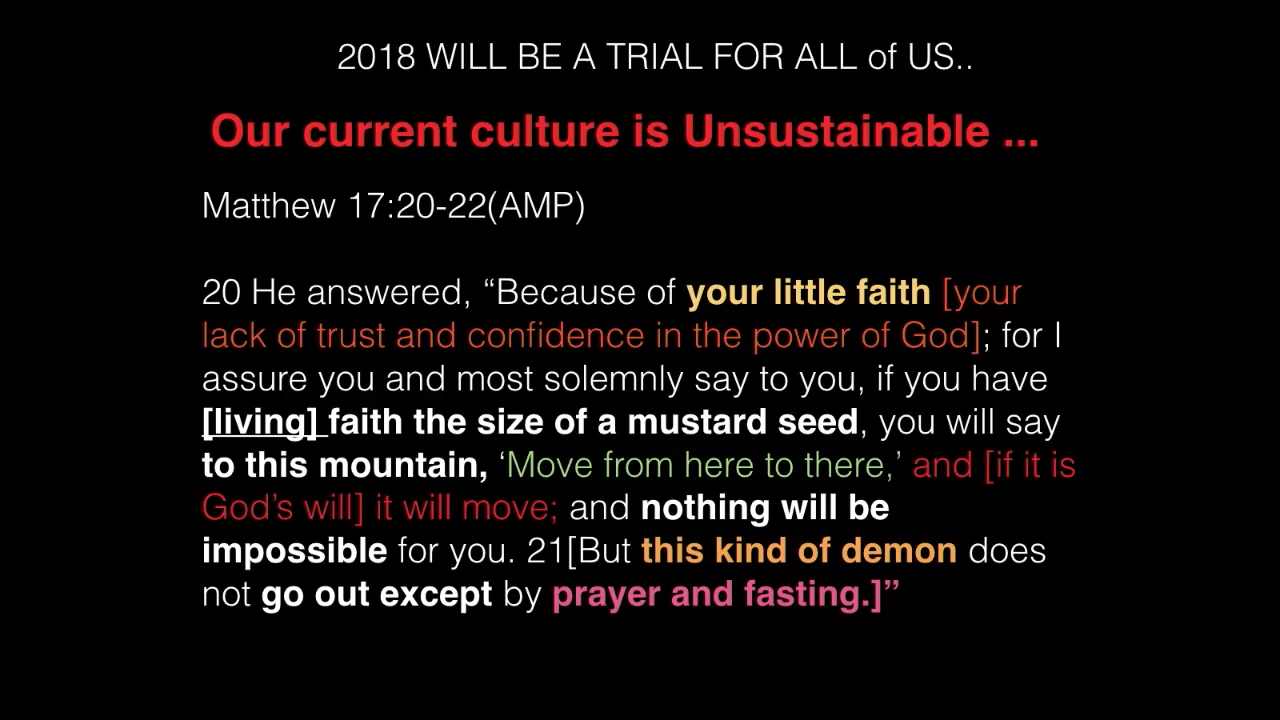 2018 WILL BE A TRIAL FOR ALL of US..
Our current culture is Unsustainable ...
Matthew 17:20-22(AMP)
20 He answered, “Because of your little faith [your
lack of trust and confidence in the power of God]; for I
assure you and most solemnly say to you, if you have
[living] faith the size of a mustard seed, you will say
to this mountain, ‘Move from here to there,’ and [if it is
God’s will] it will move; and nothing will be
impossible for you. 21[But this kind of demon does
not go out except by prayer and fasting.]”